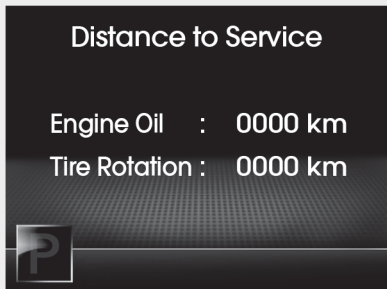 Distance to Service
Engine Oil : 0000 km
Tire Rotation : 0000 km
P